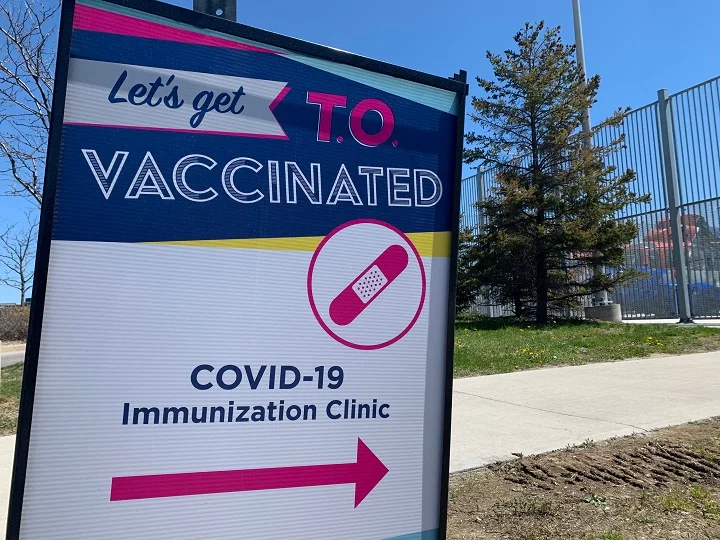 Let's get T.O.
VACCINATED
COVID-19
Immunization Clinic